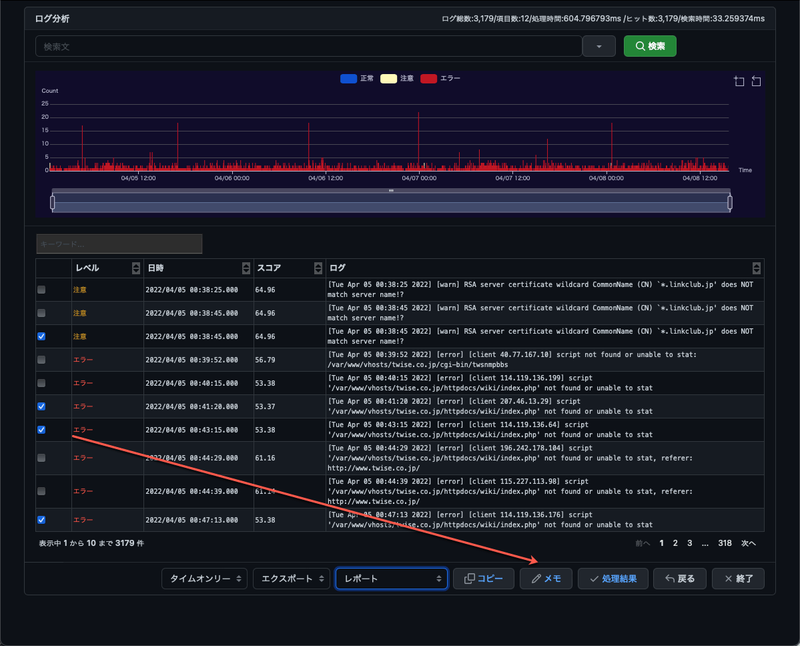 ログ分析
ログ総数:3,179/項目数:12/処理時間:604.796793ms /ヒット数:3,179/検索時間:33.259374ms
検索文
検索
正常 注意 エラー
Count
25
20
15
10
5
0
Time
04/05 12:00 04/06 00:00 04/06 12:00 04/07 00:00 04/07 12:00 04/08 00:00 04/08 12:00
キーワード...
レベル 日時 スコア ログ
注意 2022/04/05 00:38:25.000 64.96 [Tue Apr 05 00:38:25 2022] [warn] RSA server certificate wildcard CommonName (CN) `*.linkclub.jp' does NOT
match server name!?
注意 2022/04/05 00:38:45.000 64.96 [Tue Apr 05 00:38:45 2022] [warn] RSA server certificate wildcard CommonName (CN) `*.linkclub.jp' does NOT
match server name!?
注意 2022/04/05 00:38:45.000 64.96 [Tue Apr 05 00:38:45 2022] [warn] RSA server certificate wildcard CommonName (CN) `*.linkclub.jp' does NOT
match server name!?
エラー 2022/04/05 00:39:52.000 56.79 [Tue Apr 05 00:39:52 2022] [error] [client 40.77.167.10] script not found or unable to stat:
/var/www/vhosts/twise.co.jp/cgi-bin/twsnmpbbs
エラー 2022/04/05 00:40:15.000 53.38 [Tue Apr 05 00:40:15 2022] [error] [client 114.119.136.199] script
'/var/www/vhosts/twise.co.jp/httpdocs/wiki/index.php' not found or unable to stat
エラー 2022/04/05 00:41:20.000 53.37 [Tue Apr 05 00:41:20 2022] [error] [client 207.46.13.29] script
'/var/www/vhosts/twise.co.jp/httpdocs/wiki/index.php' not found or unable to stat
エラー 2022/04/05 00:43:15.000 53.38 [Tue Apr 05 00:43:15 2022] [error] [client 114.119.136.64] script
'/var/www/vhosts/twise.co.jp/httpdocs/wiki/index.php' not found or unable to stat
エラー 2022/04/05 00:44:29.000 61.16 [Tue Apr 05 00:44:29 2022] [error] [client 196.242.178.104] script
'/var/www/vhosts/twise.co.jp/httpdocs/wiki/index.php' not found or unable to stat, referer:
http://www.twise.co.jp/
エラー 2022/04/05 00:44:39.000 61.14 [Tue Apr 05 00:44:39 2022] [error] [client 115.227.113.98] script
'/var/www/vhosts/twise.co.jp/httpdocs/wiki/index.php' not found or unable to stat, referer:
http://www.twise.co.jp/
エラー 2022/04/05 00:47:13.000 53.38 [Tue Apr 05 00:47:13 2022] [error] [client 114.119.136.176] script
'/var/www/vhosts/twise.co.jp/httpdocs/wiki/index.php' not found or unable to stat
表示中 1 から 10 まで 3179 件 前へ 1 2 3 ... 318 次へ
タイムオンリー エクスポート レポート コピー メモ 処理結果 戻る 終了